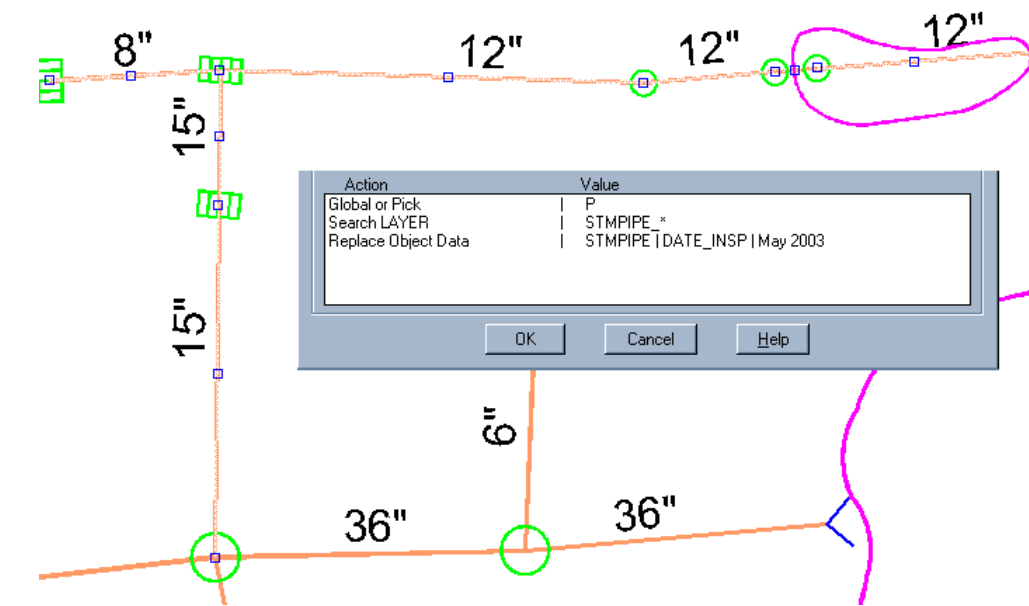 8"
12"
12"
12"
15"
Action Value
Global or Pick | P
Search LAYER | STMPIPE_*
Replace Object Data | STMPIPE | DATE_INSP | May 2003
15"
OK Cancel Help
6"
36"
36"